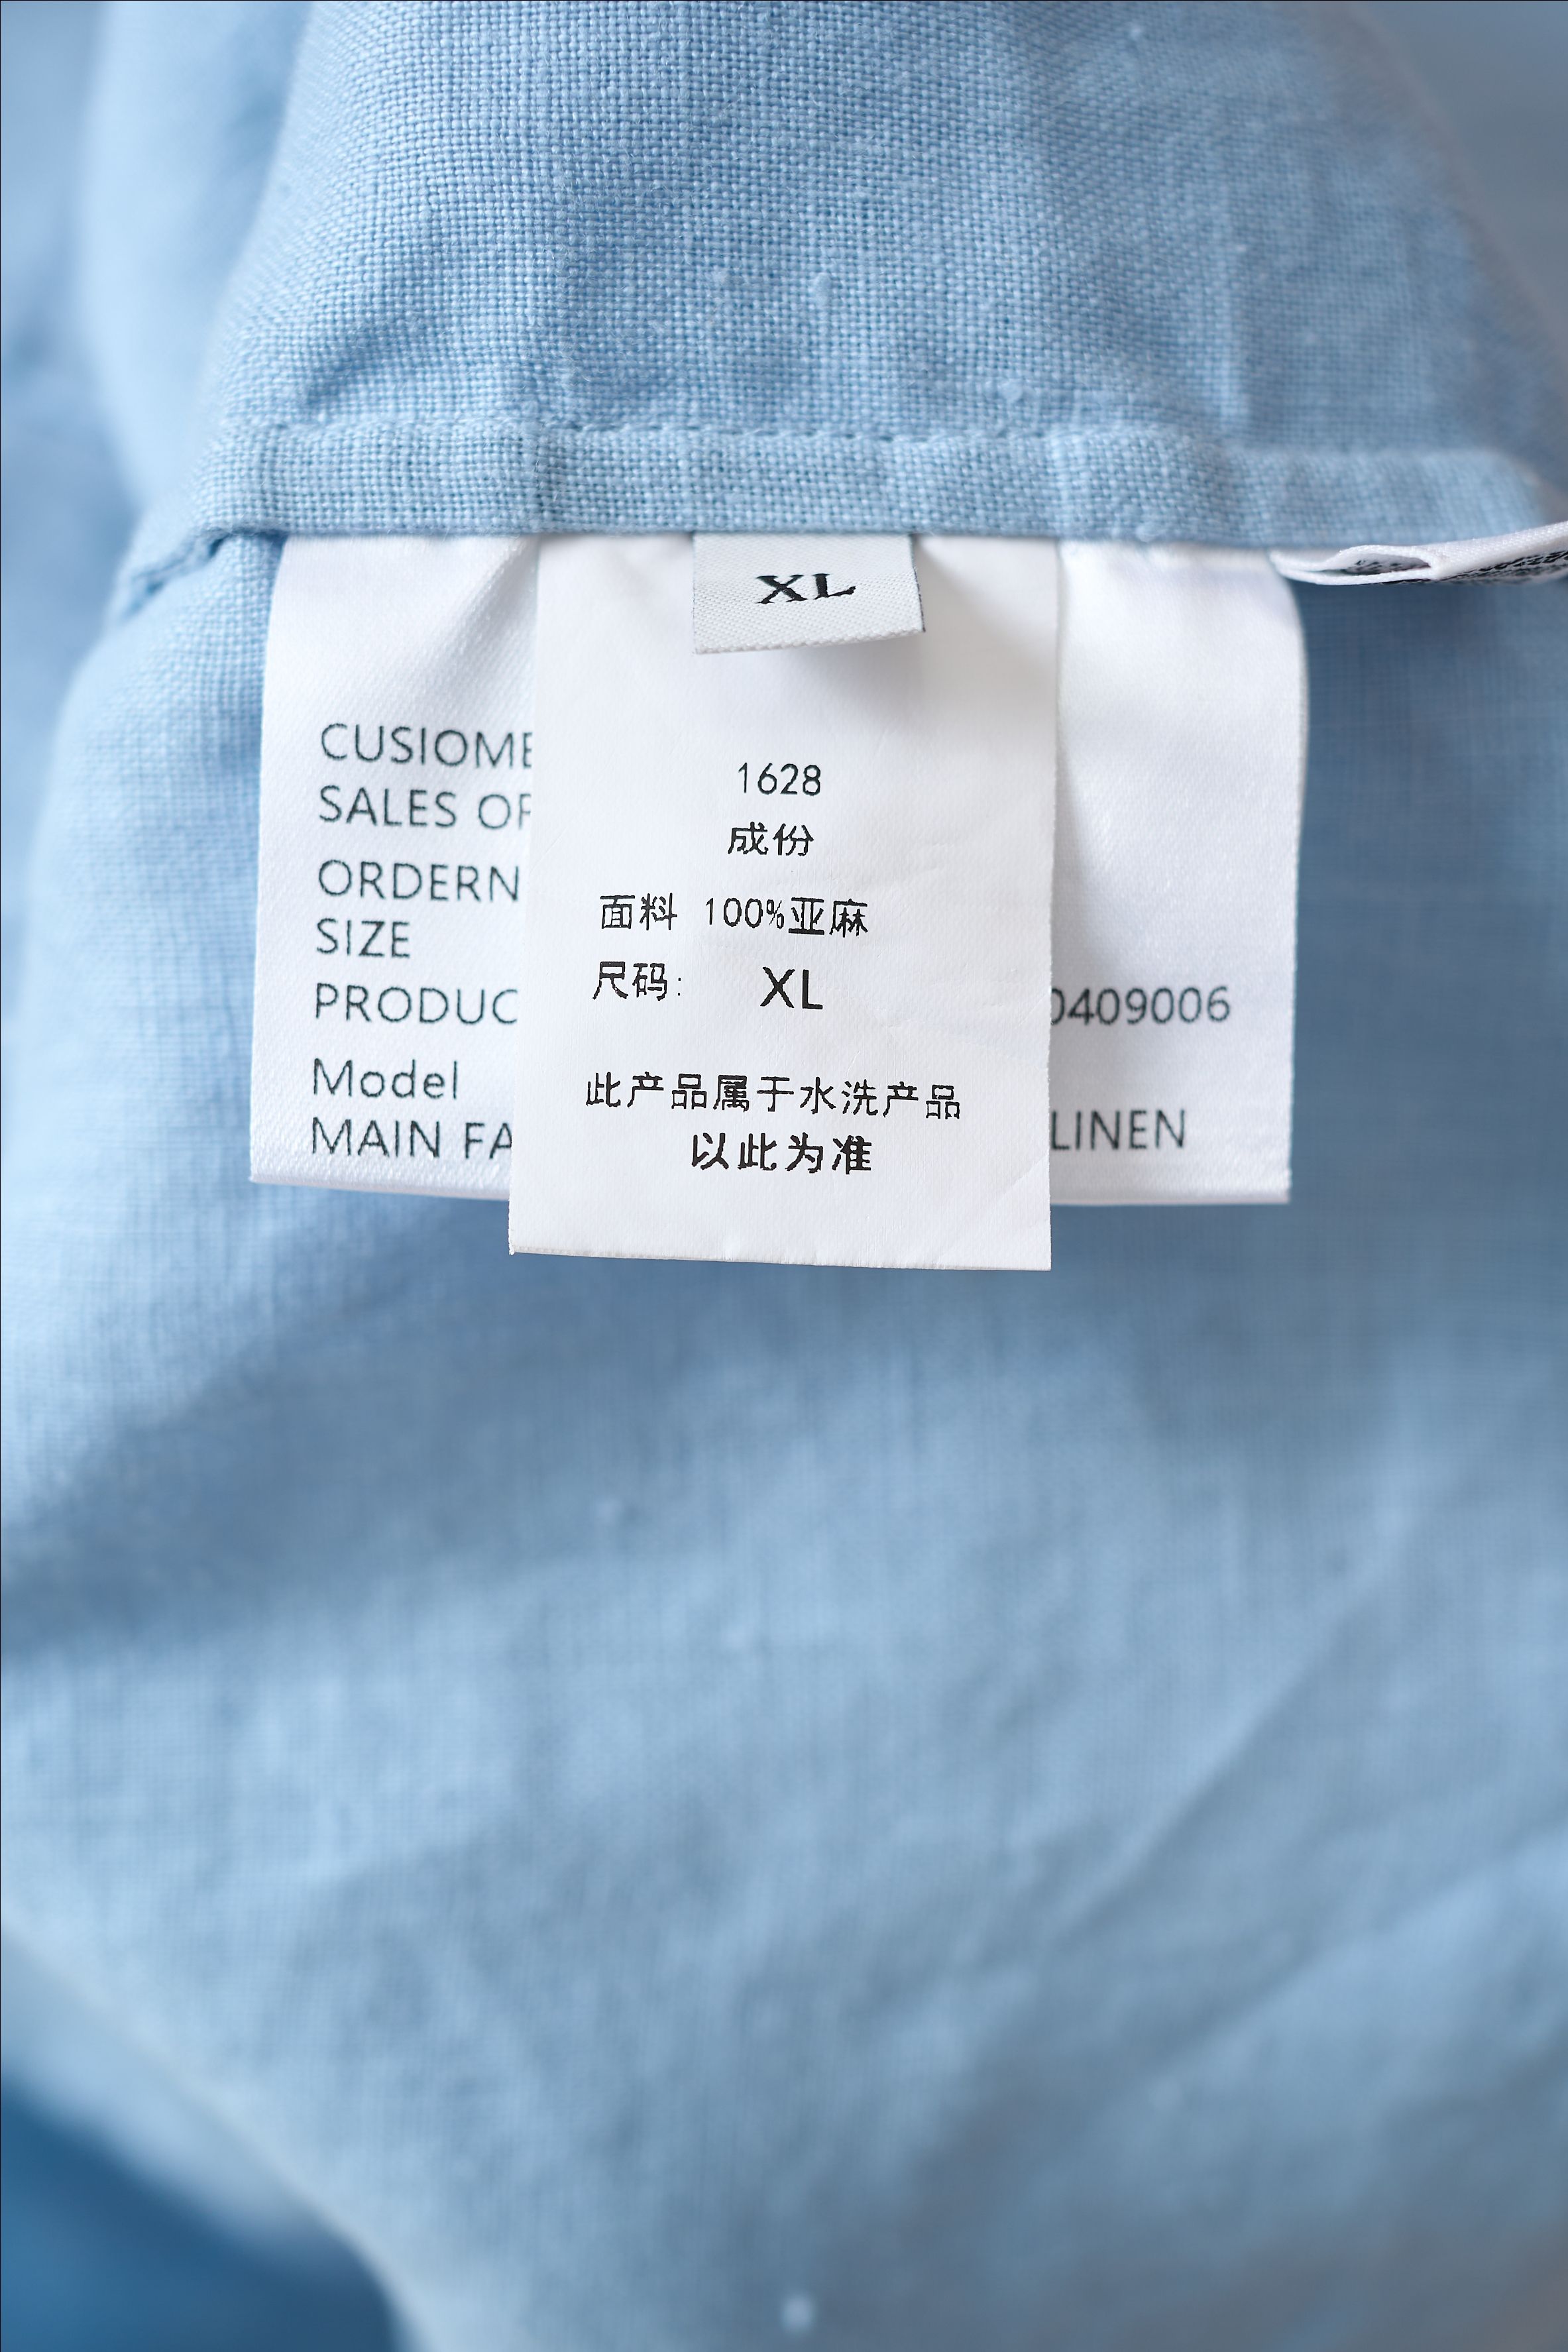 XL
1628
成份
面料 100%亚麻
尺码: XL
此产品属于水洗产品
以此为准
CUSIOME
SALES OF
ORDERN
SIZE
PRODUC 0409006
Model
MAIN FA LINEN